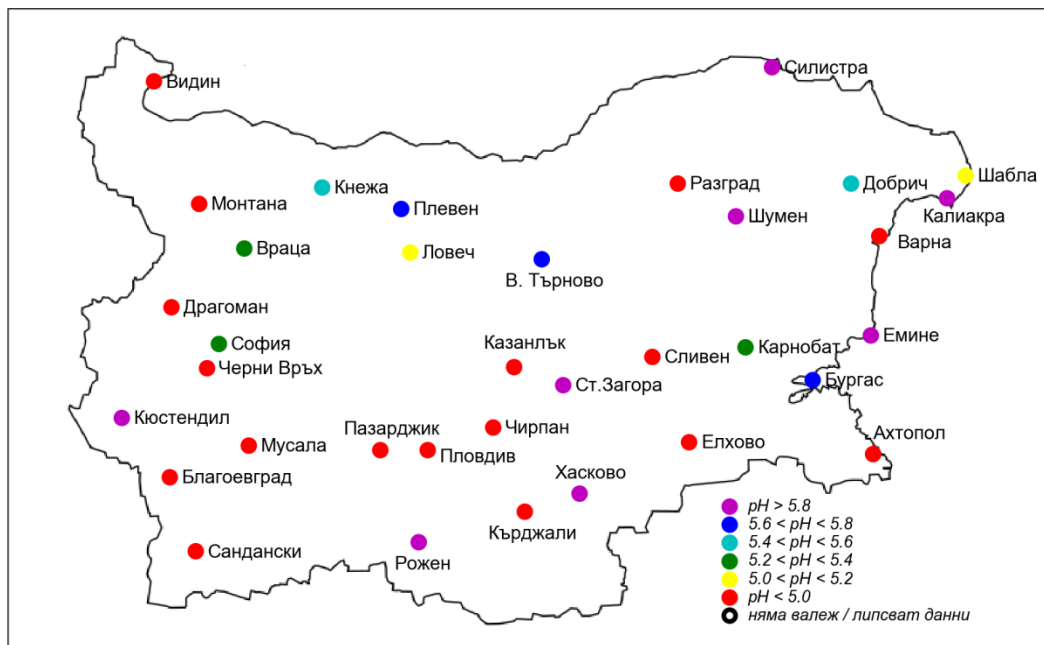 Силистра
Видин
Шабла
Разград
Добрич
Кнежа
Монтана
Плевен
Шумен
Калиакра
Варна
Враца
Ловеч
В. Търново
Драгоман
Емине
София
Карнобат
Казанлък
Сливен
Черни Връх
Ст.Загора
Бургас
Кюстендил
Чирпан
Пазарджик
Ахтопол
Мусала
Пловдив
Елхово
Благоевград
Хасково
Кърджали
Сандански
Рожен
pH > 5.8
5.6 < pH < 5.8
5.4 < pH < 5.6
5.2 < pH < 5.4
5.0 < pH < 5.2
pH < 5.0
няма валеж / липсват данни